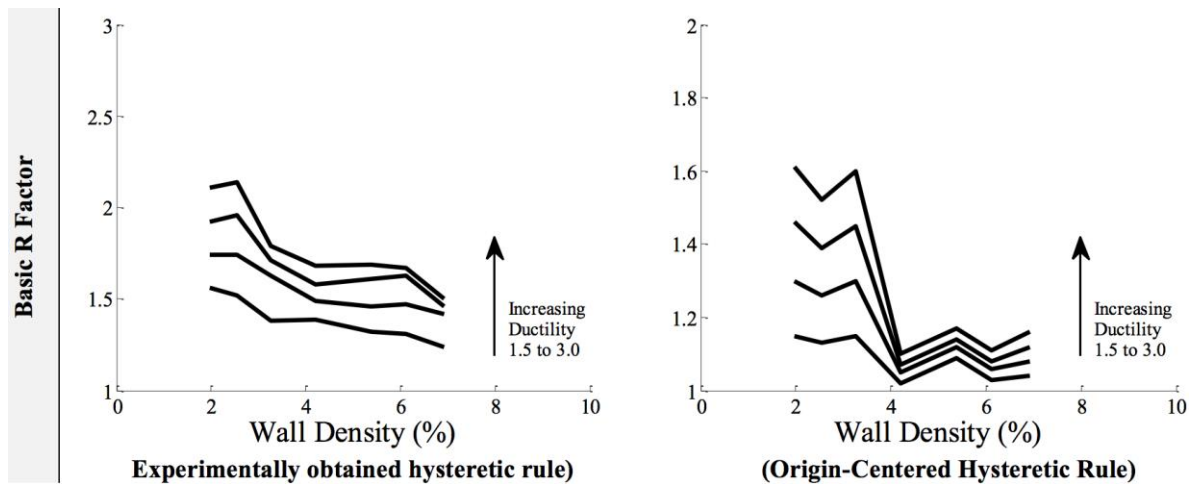 Basic R Factor
3
2.5
2
1.5
1
0 2 4 6 8 10
Increasing
Ductility
1.5 to 3.0
Wall Density (%)
Experimentally obtained hysteretic rule)
2
1.8
1.6
1.4
1.2
1
0 2 4 6 8 10
Increasing
Ductility
1.5 to 3.0
Wall Density (%)
(Origin-Centered Hysteretic Rule)